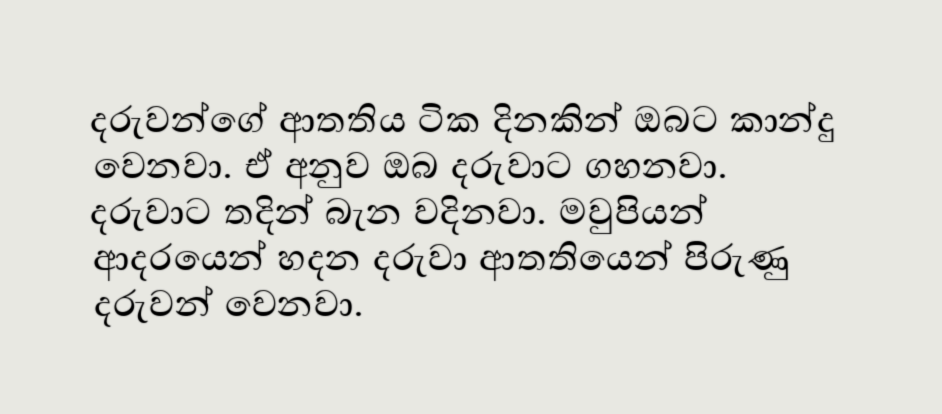 දරුවන්ගේ ආතතිය ටික දිනකින් ඔබට කාන්දු
වෙනවා. ඒ අනුව ඔබ දරුවාට ගහනවා.
දරුවාට තදින් බැන වදිනවා. මවුපියන්
ආදරයෙන් හදන දරුවා ආතතියෙන් පිරුණු
දරුවන් වෙනවා.